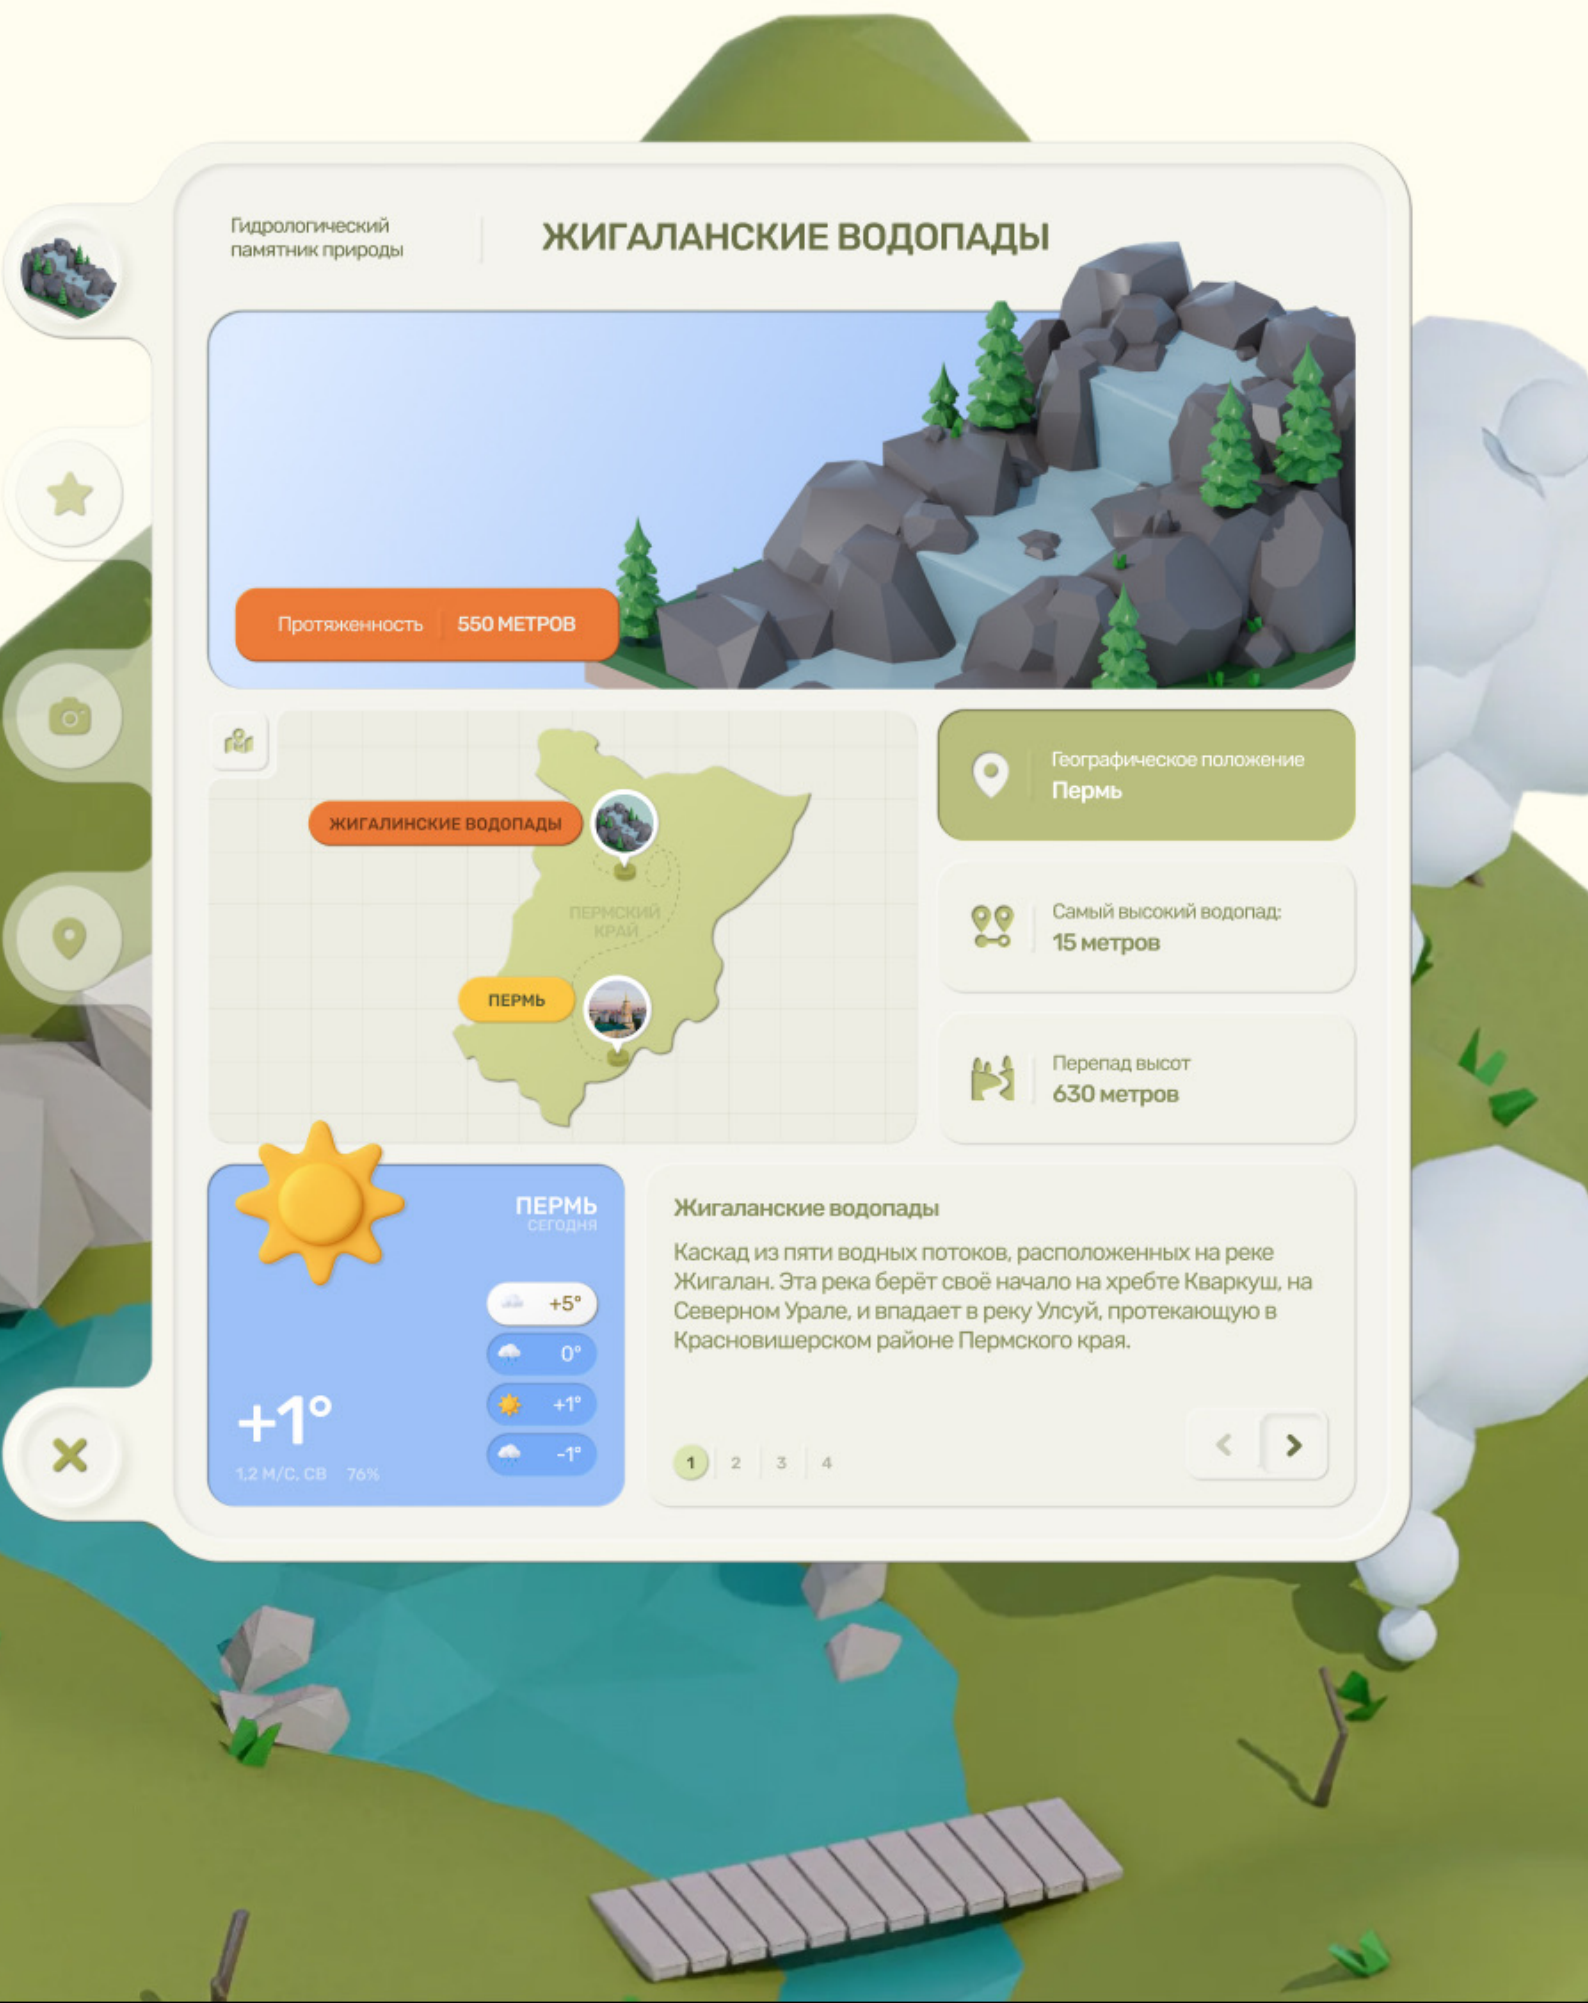 Гидрологический
памятник природы
ЖИГАЛАНСКИЕ ВОДОПАДЫ
Протяженность 550 МЕТРОВ
ЖИГАЛИНСКИЕ ВОДОПАДЫ
ПЕРМСКИЙ
КРАЙ
ПЕРМЬ
Географическое положение
Пермь
Самый высокий водопад:
15 метров
Перепад высот
630 метров
ПЕРМЬ
СЕГОДНЯ
+5°
0°
+1°
-1°
+1°
1,2 М/С, СВ 76%
Жигаланские водопады
Каскад из пяти водных потоков, расположенных на реке
Жигалан. Эта река берёт своё начало на хребте Кваркуш, на
Северном Урале, и впадает в реку Улсуй, протекающую в
Красновишерском районе Пермского края.
1 2 3 4